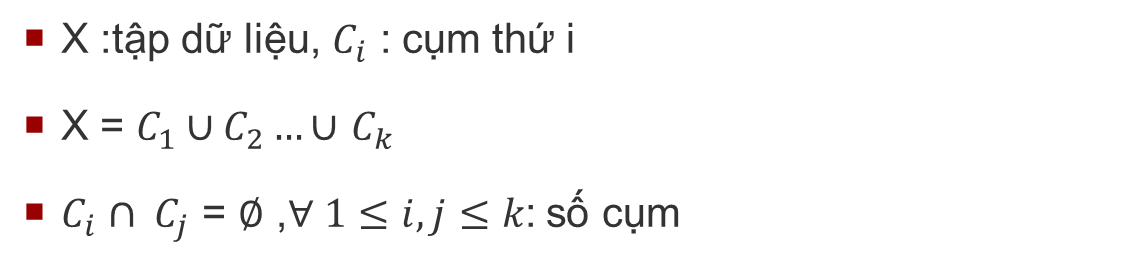 ▪ X :tập dữ liệu, 𝐶ᵢ : cụm thứ i
▪ X = 𝐶₁ ∪ 𝐶₂ … ∪ 𝐶ₖ
▪ 𝐶ᵢ ∩ 𝐶ⱼ = ∅ ,∀ 1 ≤ 𝑖, 𝑗 ≤ 𝑘: số cụm